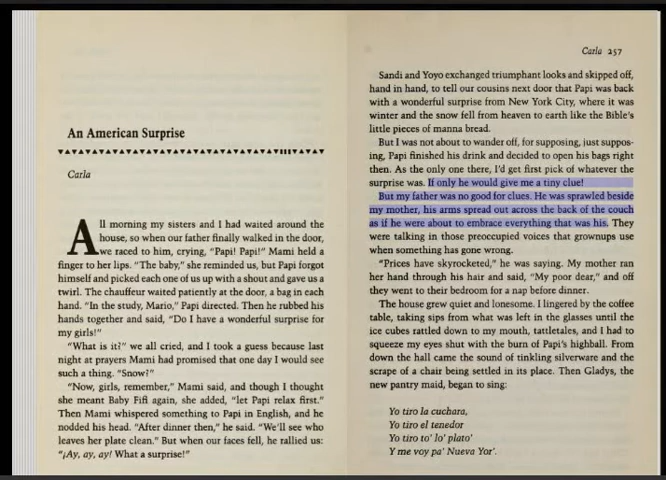 An American Surprise
Carla
All morning my sisters and I had waited around the
house, so when our father finally walked in the door,
we raced to him, crying, "Papi! Papi!" Mami held a
finger to her lips. "The baby," she reminded us, but Papi forgot
himself and picked each one of us up with a shout and gave us a
twirl. The chauffeur waited patiently at the door, a bag in each
hand. "In the study, Mario," Papi directed. Then he rubbed his
hands together and said, "Do I have a wonderful surprise for
my girls!"
"What is it?" we all cried, and I took a guess because last
night at prayers Mami had promised that one day I would see
such a thing. "Snow?"
"Now, girls, remember," Mami said, and though I thought
she meant Baby Fifi again, she added, "let Papi relax first."
Then Mami whispered something to Papi in English, and he
nodded his head. "After dinner then," he said. "We'll see who
leaves her plate clean." But when our faces fell, he rallied us:
"¡Ay, ay, ay! What a surprise!"
Carla 257
Sandi and Yoyo exchanged triumphant looks and skipped off,
hand in hand, to tell our cousins next door that Papi was back
with a wonderful surprise from New York City, where it was
winter and the snow fell from heaven to earth like the Bible's
little pieces of manna bread.
But I was not about to wander off, for supposing, just suppos-
ing, Papi finished his drink and decided to open his bags right
then. As the only one there, I'd get first pick of whatever the
surprise was. If only he would give me a tiny clue!
But my father was no good for clues. He was sprawled beside
my mother, his arms spread out across the back of the couch
as if he were about to embrace everything that was his. They
were talking in those preoccupied voices that grownups use
when something has gone wrong.
"Prices have skyrocketed," he was saying. My mother ran
her hand through his hair and said, "My poor dear," and off
they went to their bedroom for a nap before dinner.
The house grew quiet and lonesome. I lingered by the coffee
table, taking sips from what was left in the glasses until the
ice cubes rattled down to my mouth, tattletales, and I had to
squeeze my eyes shut with the burn of Papi's highball. From
down the hall came the sound of tinkling silverware and the
scrape of a chair being settled in its place. Then Gladys, the
new pantry maid, began to sing:
Yo tiro la cuchara,
Yo tiro el tenedor
Yo tiro to' lo' plato'
Y me voy pa' Nueva Yor'.